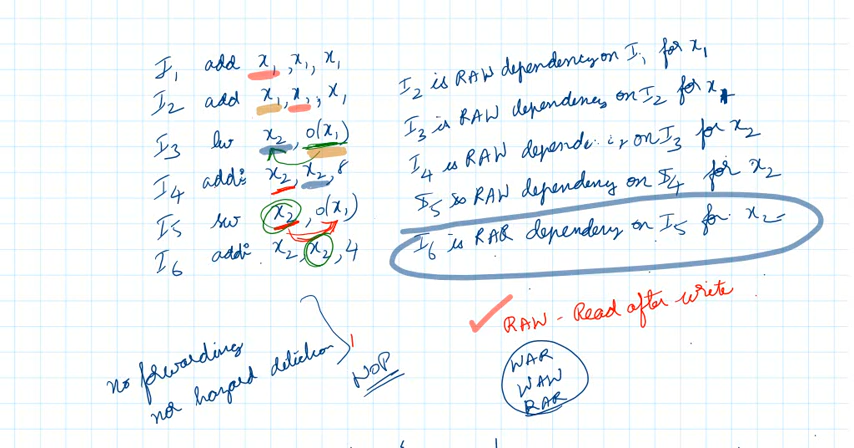 I1 add x1, x1, x1
I2 add x1, x1, x1
I3 lw x2, 0(x1)
I4 addi x2, x2, 8
I5 sw x2, 0(x1)
I6 addi x2, x2, 4
I2 is RAW dependency on I1 for x1
I3 is RAW dependency on I2 for x1
I4 is RAW depende on I3 for x2
I5 is RAW dependency on I4 for x2
I6 is RAR dependency on I5 for x2
RAW - Read after write
WAR
WAW
RAR
no forwarding
not hazard detection
NOP